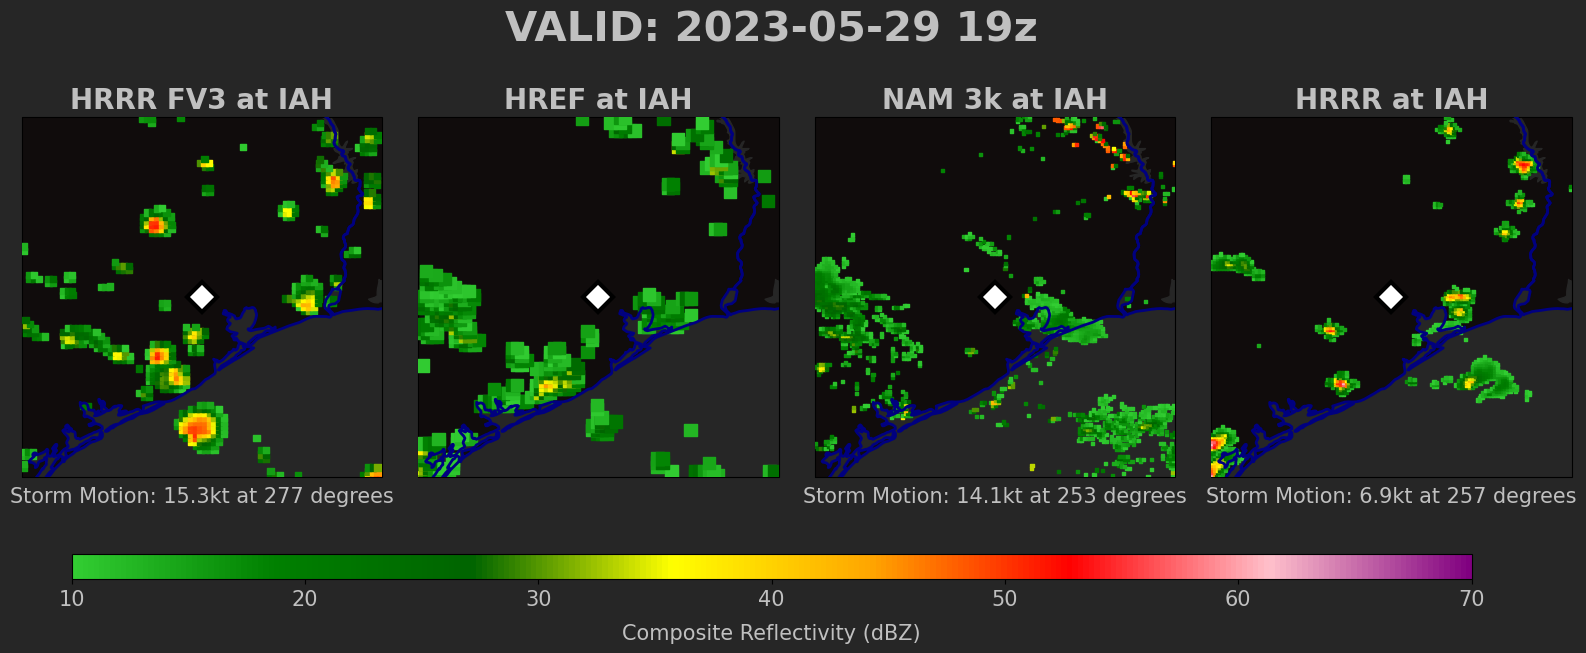 VALID: 2023-05-29 19z
HRRR FV3 at IAH
HREF at IAH
NAM 3k at IAH
HRRR at IAH
Storm Motion: 15.3kt at 277 degrees
Storm Motion: 14.1kt at 253 degrees
Storm Motion: 6.9kt at 257 degrees
10 20 30 40 50 60 70
Composite Reflectivity (dBZ)